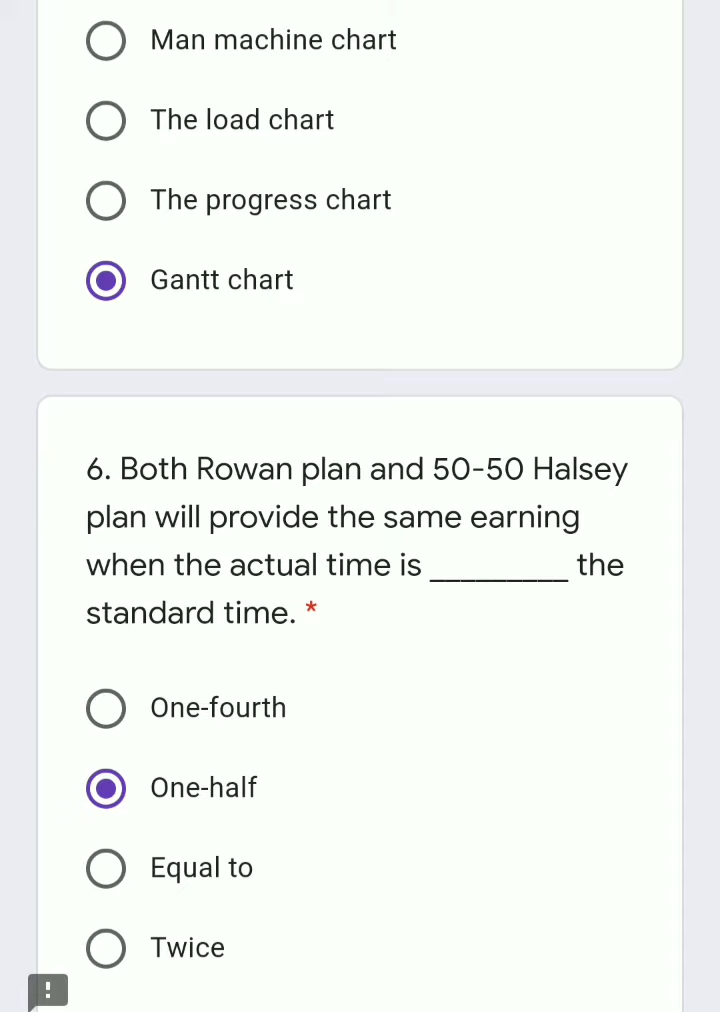 Man machine chart
The load chart
The progress chart
Gantt chart
6. Both Rowan plan and 50-50 Halsey
plan will provide the same earning
when the actual time is _________ the
standard time. *
One-fourth
One-half
Equal to
Twice
!